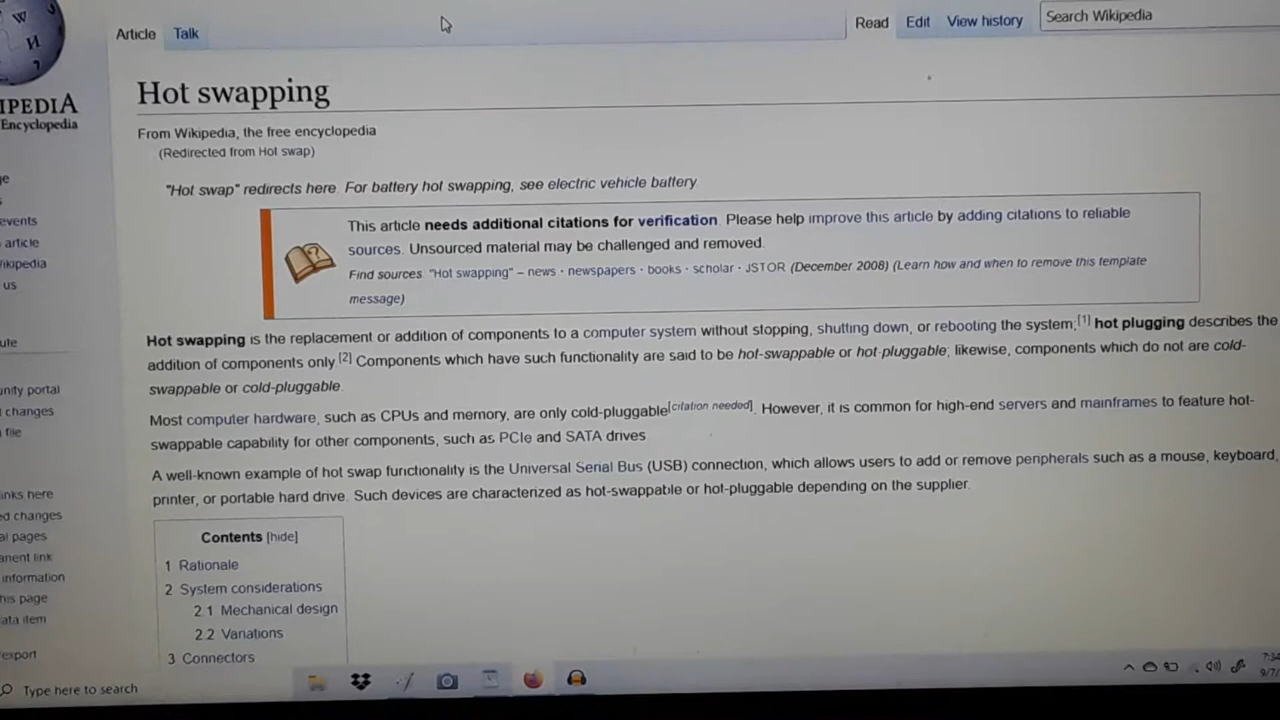 W
И
Article Talk
Read Edit View history Search Wikipedia
IPEDIA
Encyclopedia
Hot swapping
From Wikipedia, the free encyclopedia
(Redirected from Hot swap)
"Hot swap" redirects here. For battery hot swapping, see electric vehicle battery.
This article needs additional citations for verification. Please help improve this article by adding citations to reliable
sources. Unsourced material may be challenged and removed.
Find sources: "Hot swapping" – news · newspapers · books · scholar · JSTOR (December 2008) (Learn how and when to remove this template
message)
Hot swapping is the replacement or addition of components to a computer system without stopping, shutting down, or rebooting the system;[1] hot plugging describes the
addition of components only.[2] Components which have such functionality are said to be hot-swappable or hot-pluggable; likewise, components which do not are cold-
swappable or cold-pluggable.
Most computer hardware, such as CPUs and memory, are only cold-pluggable[citation needed]. However, it is common for high-end servers and mainframes to feature hot-
swappable capability for other components, such as PCIe and SATA drives
A well-known example of hot swap functionality is the Universal Serial Bus (USB) connection, which allows users to add or remove peripherals such as a mouse, keyboard,
printer, or portable hard drive. Such devices are characterized as hot-swappable or hot-pluggable depending on the supplier.
Contents [hide]
1 Rationale
2 System considerations
2.1 Mechanical design
2.2 Variations
3 Connectors
ge
s
events
article
ikipedia
us
ute
unity portal
t changes
file
inks here
ed changes
al pages
anent link
information
his page
ata item
export
Type here to search
7:34
9/7/